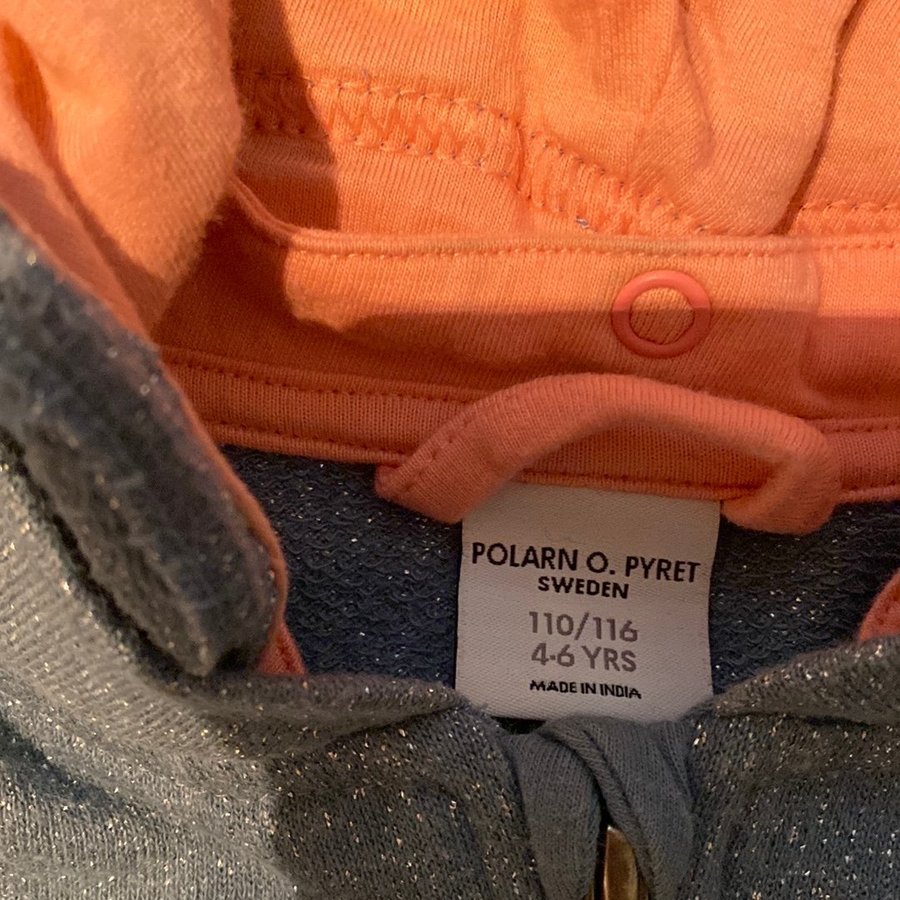 POLARN O. PYRET
SWEDEN
110/116
4-6 YRS
MADE IN INDIA